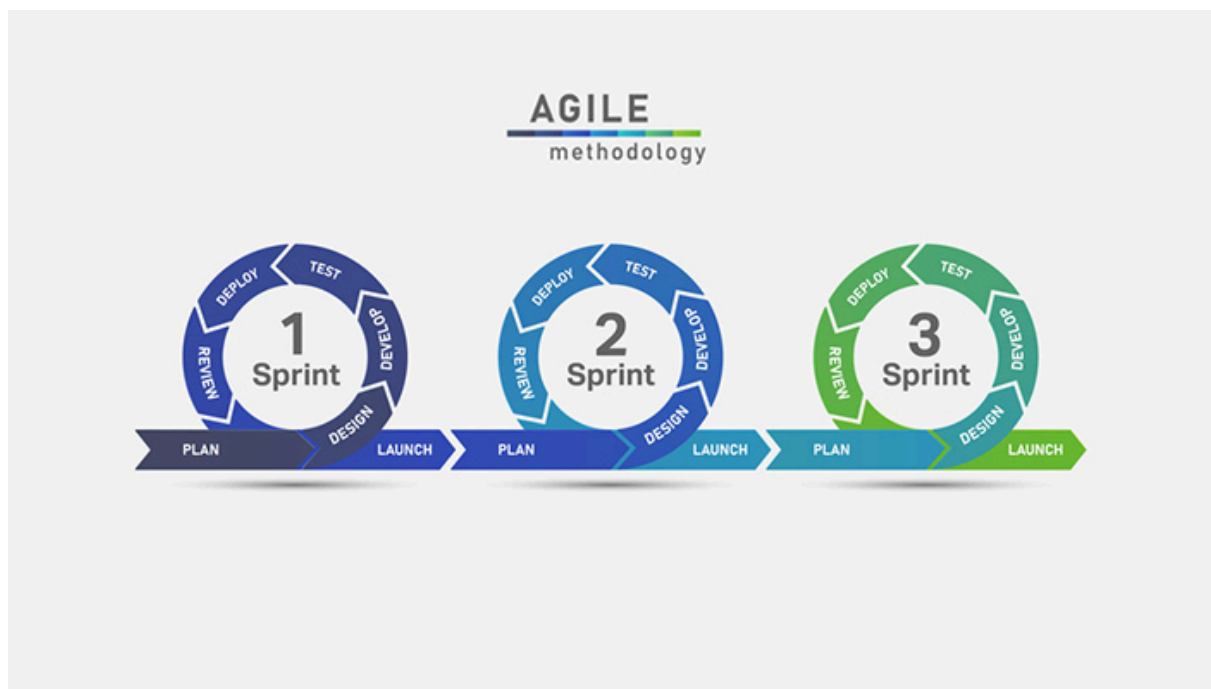 AGILE
methodology
1
Sprint
PLAN
DESIGN
DEVELOP
TEST
DEPLOY
REVIEW
LAUNCH
2
Sprint
PLAN
DESIGN
DEVELOP
TEST
DEPLOY
REVIEW
LAUNCH
3
Sprint
PLAN
DESIGN
DEVELOP
TEST
DEPLOY
REVIEW
LAUNCH